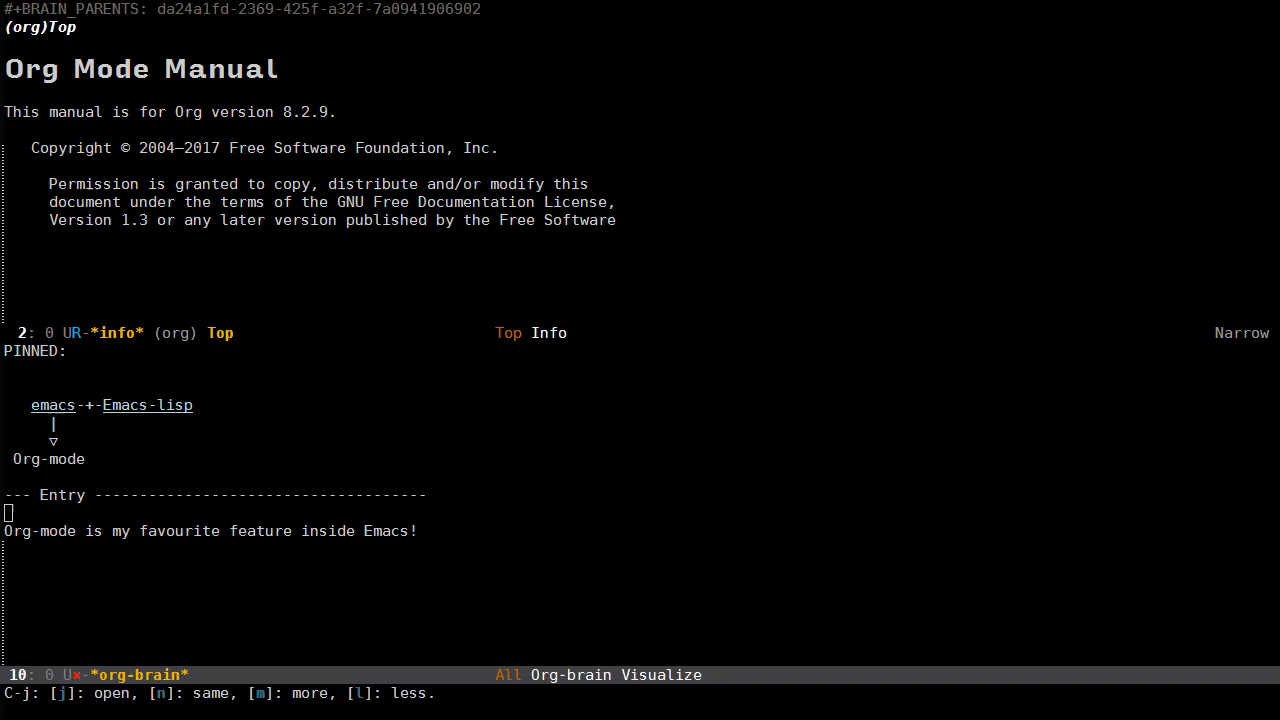 #+BRAIN_PARENTS: da24a1fd-2369-425f-a32f-7a0941906902
(org)Top
Org Mode Manual
This manual is for Org version 8.2.9.
Copyright © 2004–2017 Free Software Foundation, Inc.
Permission is granted to copy, distribute and/or modify this
document under the terms of the GNU Free Documentation License,
Version 1.3 or any later version published by the Free Software
2: 0 UR-*info* (org) Top Top Info Narrow
PINNED:
emacs-+-Emacs-lisp
|
▽
Org-mode
--- Entry -------------------------------------
Org-mode is my favourite feature inside Emacs!
10: 0 U×-*org-brain* All Org-brain Visualize
C-j: [j]: open, [n]: same, [m]: more, [l]: less.